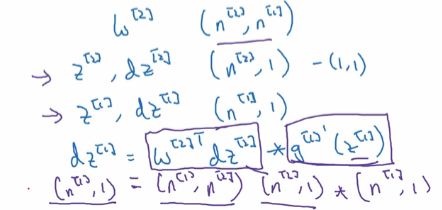 W^[2] (n^[2], n^[1])
→ z^[2], dz^[2] (n^[2], 1) - (1,1)
→ z^[1], dz^[1] (n^[1], 1)
dz^[1] = W^[2]T dz^[2] * g^[1]' (z^[1])
(n^[1], 1) = (n^[1], n^[2]) (n^[2], 1) * (n^[1], 1)